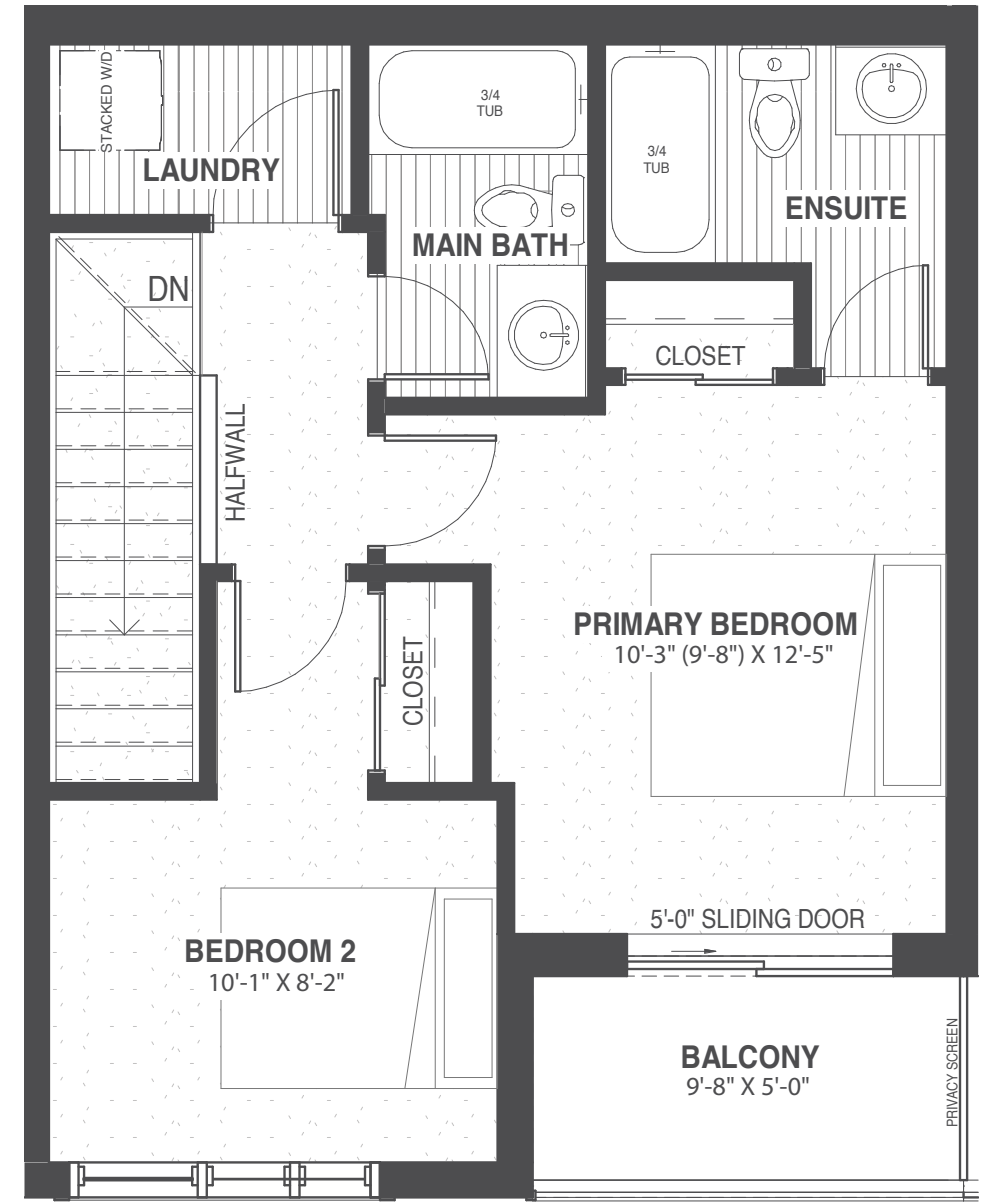 STACKED W/D
LAUNDRY
3/4
TUB
MAIN BATH
3/4
TUB
ENSUITE
DN
HALFWALL
CLOSET
CLOSET
PRIMARY BEDROOM
10'-3" (9'-8") X 12'-5"
5'-0" SLIDING DOOR
BEDROOM 2
10'-1" X 8'-2"
BALCONY
9'-8" X 5'-0"
PRIVACY SCREEN